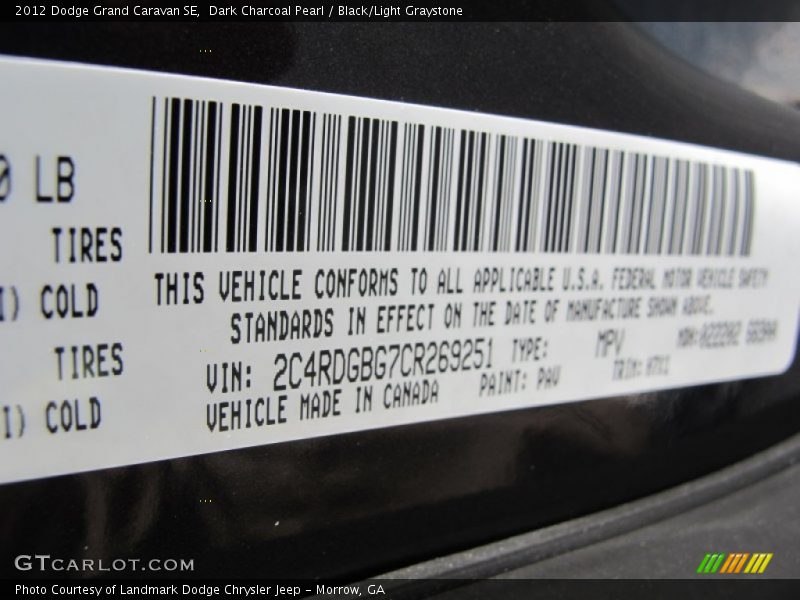 2012 Dodge Grand Caravan SE,  Dark Charcoal Pearl / Black/Light Graystone
0 LB
TIRES
I) COLD
TIRES
I) COLD
THIS VEHICLE CONFORMS TO ALL APPLICABLE U.S.A. FEDERAL MOTOR VEHICLE SAFETY
STANDARDS IN EFFECT ON THE DATE OF MANUFACTURE SHOWN ABOVE.
VIN: 2C4RDGBG7CR269251 TYPE: MPV
VEHICLE MADE IN CANADA PAINT: PAU TRIM:
GTCARLOT.COM
Photo Courtesy of Landmark Dodge Chrysler Jeep - Morrow, GA